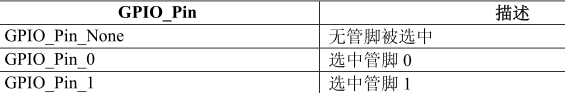 GPIO_Pin 描述
GPIO_Pin_None 无管脚被选中
GPIO_Pin_0 选中管脚 0
GPIO_Pin_1 选中管脚 1